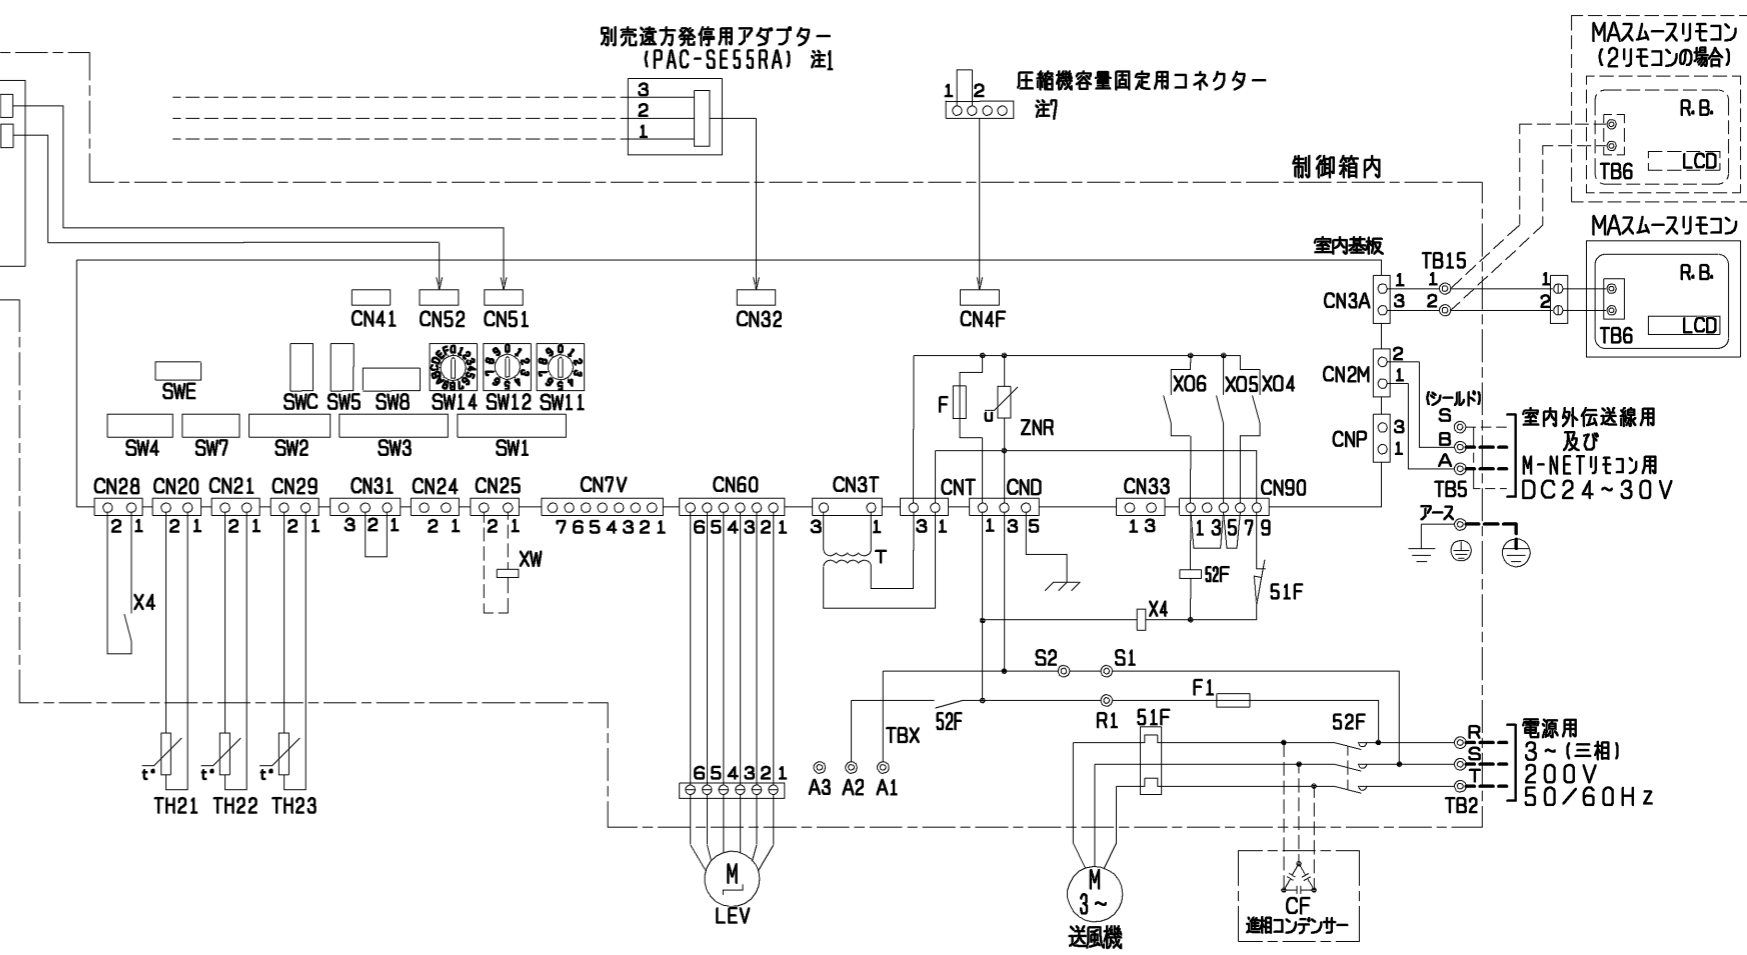 別売遠方発停用アダプター
(PAC-SE55RA) 注1
3
2
1
1 2
圧縮機容量固定用コネクター
注7
MAスムースリモコン
(2リモコンの場合)
R.B.
LCD
TB6
制御箱内
MAスムースリモコン
R.B.
LCD
TB6
室内基板
TB15
CN3A
1 1 1
3 2 2
CN41 CN52 CN51 CN32 CN4F
CN2M
2
1
CNP
3
1
SWE SWC SW5 SW8 SW14 SW12 SW11
SW4 SW7 SW2 SW3 SW1
F
u
ZNR
X06 X05 X04
(シールド)
S
B
A
TB5
室内外伝送線用
及び
M-NETリモコン用
DC24~30V
アース
CN28 CN20 CN21 CN29 CN31 CN24 CN25 CN7V CN60 CN3T CNT CND CN33 CN90
2 1 2 1 2 1 2 1 3 2 1 2 1 2 1 7 6 5 4 3 2 1 6 5 4 3 2 1 3 1 3 1 1 3 5 1 3 1 3 5 7 9
X4
XW
T
52F
51F
X4
S2 S1
F1
52F
R1
51F
52F
TBX
A3 A2 A1
R
S
T
TB2
電源用
3~(三相)
200V
50/60Hz
t°
t°
t°
TH21 TH22 TH23
6 5 4 3 2 1
M
LEV
M
3~
送風機
CF
進相コンデンサー